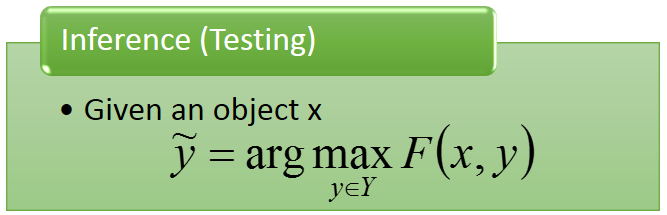 Inference (Testing)
• Given an object x
ỹ = arg max F(x, y)
y∈Y